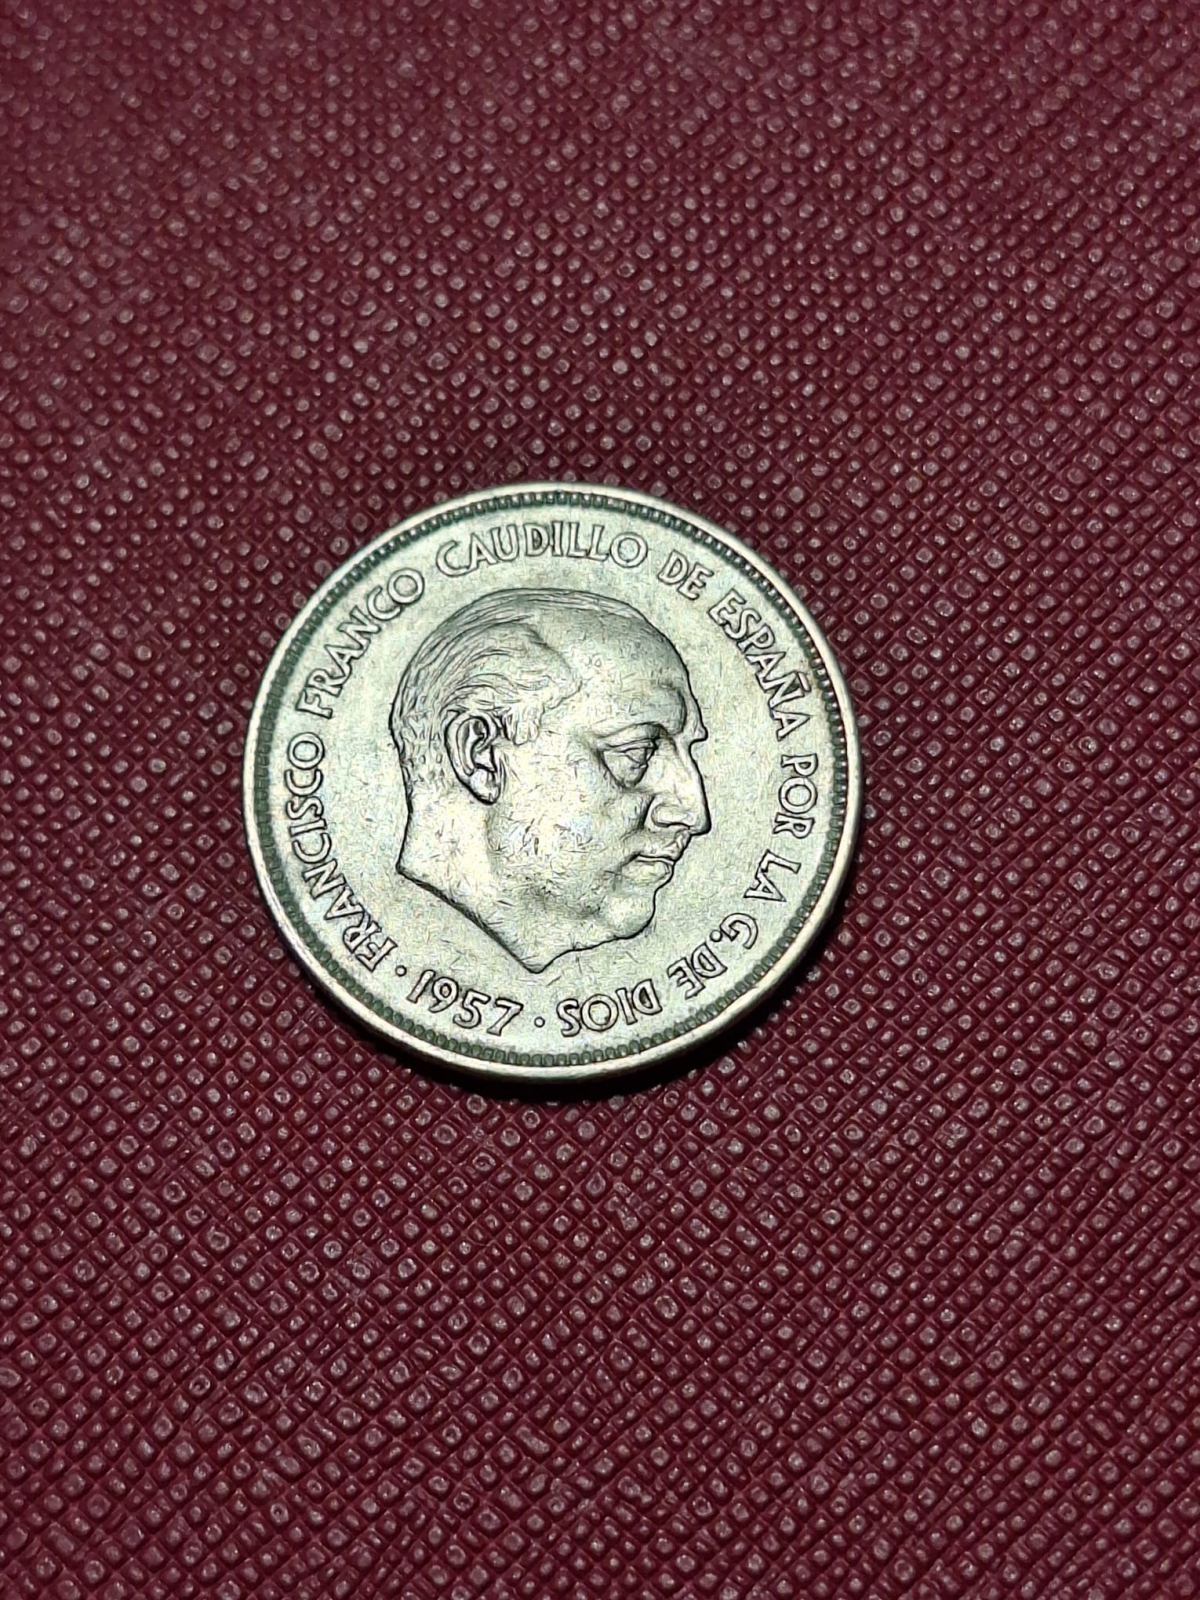 · FRANCISCO FRANCO CAUDILLO DE ESPAÑA POR LA G. DE DIOS ·
1957